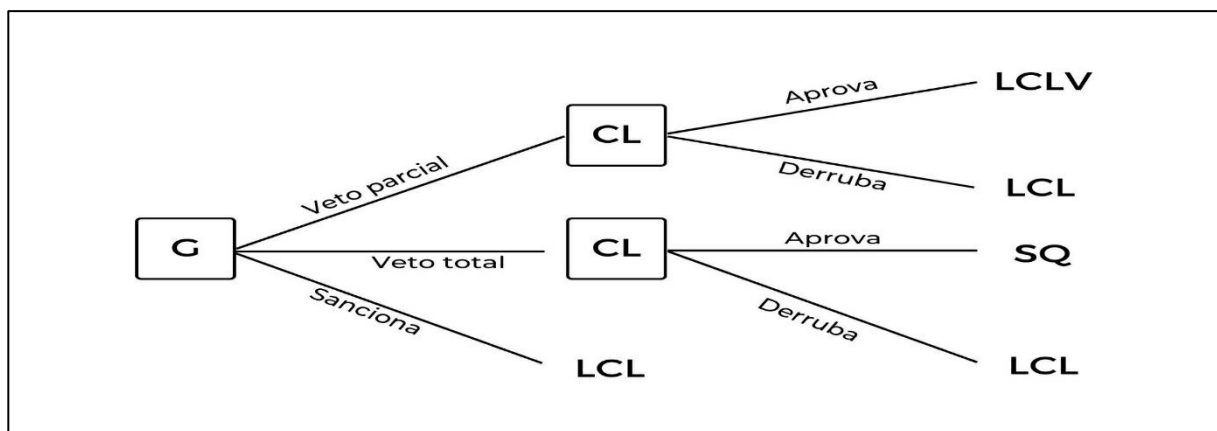 Aprova
LCLV
CL
Veto parcial
Derruba
LCL
G
Veto total
CL
Aprova
SQ
Sanciona
Derruba
LCL
LCL